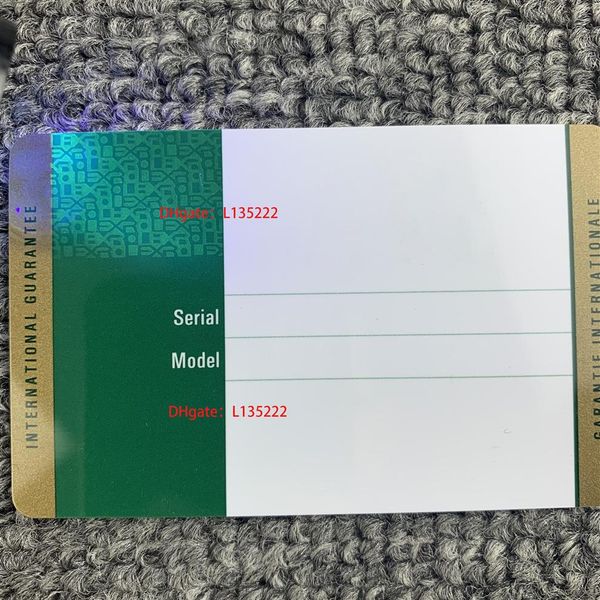 INTERNATIONAL GUARANTEE
DHgate: L135222
Serial
Model
DHgate: L135222
GARANTIE INTERNATIONALE